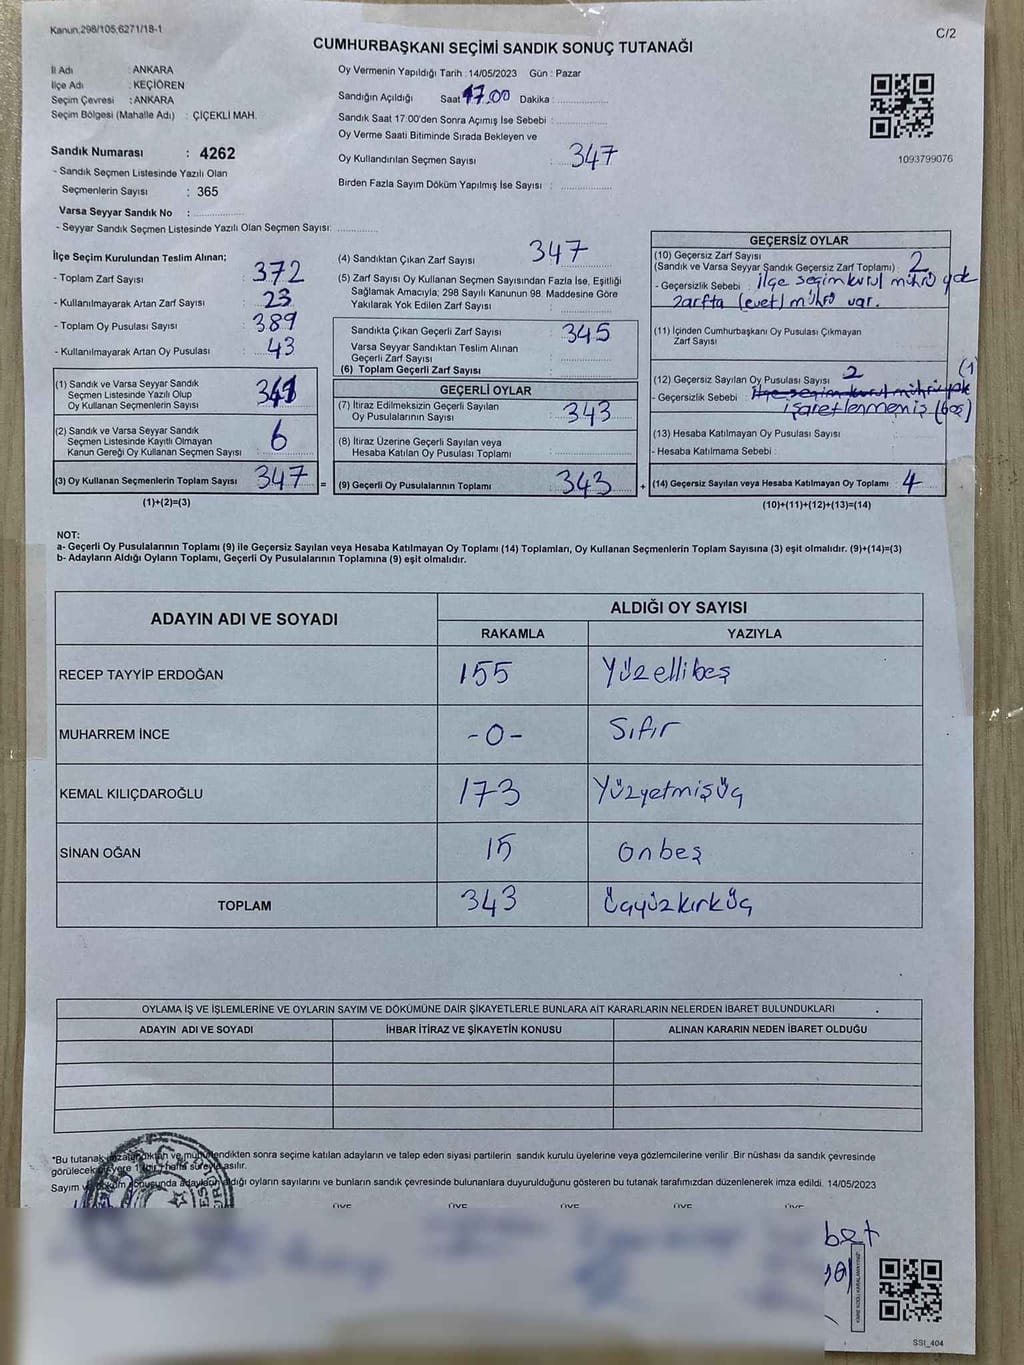 Kanun.298/105,6271/18-1
C/2
CUMHURBAŞKANI SEÇİMİ SANDIK SONUÇ TUTANAĞI
İl Adı : ANKARA
İlçe Adı : KEÇİÖREN
Seçim Çevresi : ANKARA
Seçim Bölgesi (Mahalle Adı) : ÇİÇEKLİ MAH.
Sandık Numarası : 4262
- Sandık Seçmen Listesinde Yazılı Olan
Seçmenlerin Sayısı : 365
Varsa Seyyar Sandık No : ............
- Seyyar Sandık Seçmen Listesinde Yazılı Olan Seçmen Sayısı: ............
Oy Vermenin Yapıldığı Tarih : 14/05/2023 Gün : Pazar
Sandığın Açıldığı Saat 17.00 Dakika : ............
Sandık Saat 17:00'den Sonra Açımış İse Sebebi : ............
Oy Verme Saati Bitiminde Sırada Bekleyen ve
Oy Kullandırılan Seçmen Sayısı : 347
Birden Fazla Sayım Döküm Yapılmış İse Sayısı : ............
1093799076
İlçe Seçim Kurulundan Teslim Alınan;
- Toplam Zarf Sayısı : 372
- Kullanılmayarak Artan Zarf Sayısı : 23
- Toplam Oy Pusulası Sayısı : 389
- Kullanılmayarak Artan Oy Pusulası : 43
(1) Sandık ve Varsa Seyyar Sandık
Seçmen Listesinde Yazılı Olup
Oy Kullanan Seçmenlerin Sayısı : 341
(2) Sandık ve Varsa Seyyar Sandık
Seçmen Listesinde Kayıtlı Olmayan
Kanun Gereği Oy Kullanan Seçmen Sayısı : 6
(3) Oy Kullanan Seçmenlerin Toplam Sayısı : 347 =
(1)+(2)=(3)
(4) Sandıktan Çıkan Zarf Sayısı : 347
(5) Zarf Sayısı Oy Kullanan Seçmen Sayısından Fazla İse, Eşitliği
Sağlamak Amacıyla; 298 Sayılı Kanunun 98. Maddesine Göre
Yakılarak Yok Edilen Zarf Sayısı : ............
Sandıkta Çıkan Geçerli Zarf Sayısı : 345
Varsa Seyyar Sandıktan Teslim Alınan
Geçerli Zarf Sayısı : ............
(6) Toplam Geçerli Zarf Sayısı : ............
GEÇERLİ OYLAR
(7) İtiraz Edilmeksizin Geçerli Sayılan
Oy Pusulalarının Sayısı : 343
(8) İtiraz Üzerine Geçerli Sayılan veya
Hesaba Katılan Oy Pusulası Toplamı : ............
(9) Geçerli Oy Pusulalarının Toplamı : 343 +
GEÇERSİZ OYLAR
(10) Geçersiz Zarf Sayısı
(Sandık ve Varsa Seyyar Sandık Geçersiz Zarf Toplamı) : 2
- Geçersizlik Sebebi : İlçe seçim kurul mührü yok
zarfta (evet) mührü var.
(11) İçinden Cumhurbaşkanı Oy Pusulası Çıkmayan
Zarf Sayısı :
(12) Geçersiz Sayılan Oy Pusulası Sayısı : 2 (1)
- Geçersizlik Sebebi : İlçe seçim kurul mührü yok
işaretlenmemiş (boş)
(13) Hesaba Katılmayan Oy Pusulası Sayısı :
- Hesaba Katılmama Sebebi :
(14) Geçersiz Sayılan veya Hesaba Katılmayan Oy Toplamı : 4
(10)+(11)+(12)+(13)=(14)
NOT:
a- Geçerli Oy Pusulalarının Toplamı (9) ile Geçersiz Sayılan veya Hesaba Katılmayan Oy Toplamı (14) Toplamları, Oy Kullanan Seçmenlerin Toplam Sayısına (3) eşit olmalıdır. (9)+(14)=(3)
b- Adayların Aldığı Oyların Toplamı, Geçerli Oy Pusulalarının Toplamına (9) eşit olmalıdır.
ADAYIN ADI VE SOYADI ALDIĞI OY SAYISI
RAKAMLA YAZIYLA
RECEP TAYYİP ERDOĞAN 155 Yüzellibeş
MUHARREM İNCE -0- Sıfır
KEMAL KILIÇDAROĞLU 173 Yüzyetmişüç
SİNAN OĞAN 15 Onbeş
TOPLAM 343 Üçyüzkırküç
OYLAMA İŞ VE İŞLEMLERİNE VE OYLARIN SAYIM VE DÖKÜMÜNE DAİR ŞİKAYETLERLE BUNLARA AİT KARARLARIN NELERDEN İBARET BULUNDUKLARI
ADAYIN ADI VE SOYADI İHBAR İTİRAZ VE ŞİKAYETİN KONUSU ALINAN KARARIN NEDEN İBARET OLDUĞU
"Bu tutanak ve mühürlendikten sonra seçime katılan adayların ve talep eden siyasi partilerin sandık kurulu üyelerine veya gözlemcilerine verilir .Bir nüshası da sandık çevresinde
görülecek yere 1 hafta süreyle asılır.
Sayım aldığı oyların sayılarını ve bunların sandık çevresinde bulunanlara duyurulduğunu gösteren bu tutanak tarafımızdan düzenlenerek imza edildi. 14/05/2023
ÜYE ÜYE ÜYE ÜYE ÜYE
SSI_404